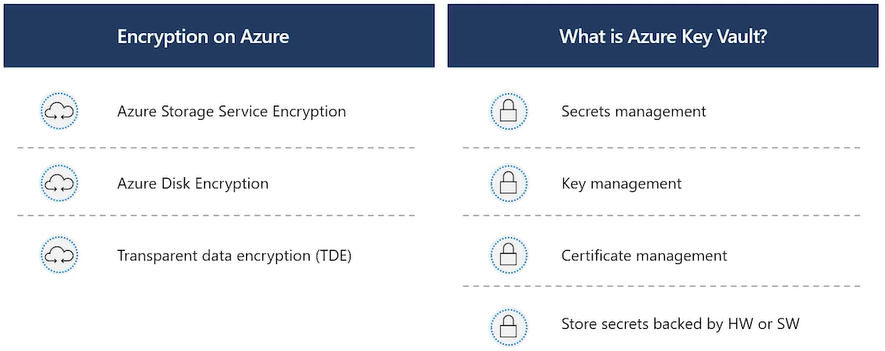 Encryption on Azure
Azure Storage Service Encryption
Azure Disk Encryption
Transparent data encryption (TDE)
What is Azure Key Vault?
Secrets management
Key management
Certificate management
Store secrets backed by HW or SW